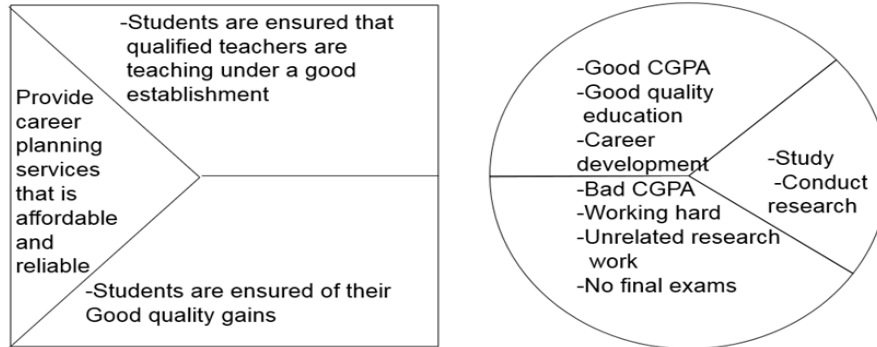 -Students are ensured that
qualified teachers are
teaching under a good
establishment
Provide
career
planning
services
that is
affordable
and
reliable
-Students are ensured of their
Good quality gains
-Good CGPA
-Good quality
education
-Career
development
-Bad CGPA
-Working hard
-Unrelated research
work
-No final exams
-Study
-Conduct
research